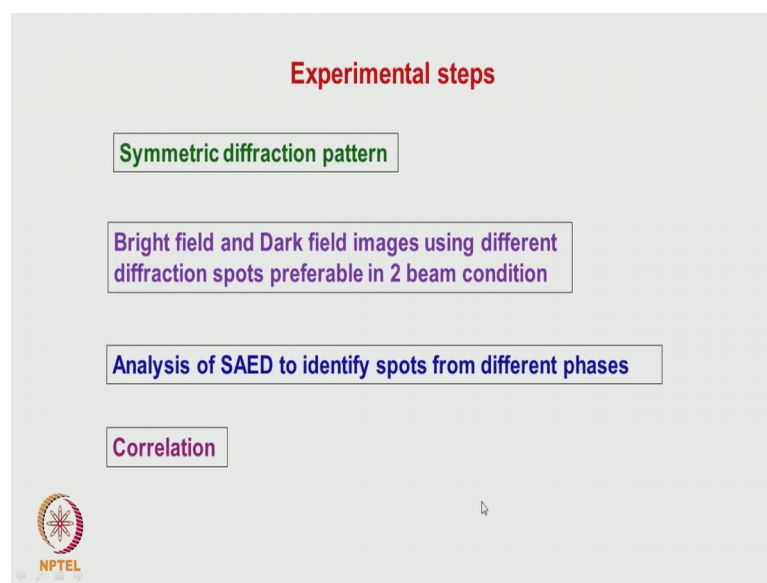 Experimental steps
Symmetric diffraction pattern
Bright field and Dark field images using different
diffraction spots preferable in 2 beam condition
Analysis of SAED to identify spots from different phases
Correlation
NPTEL